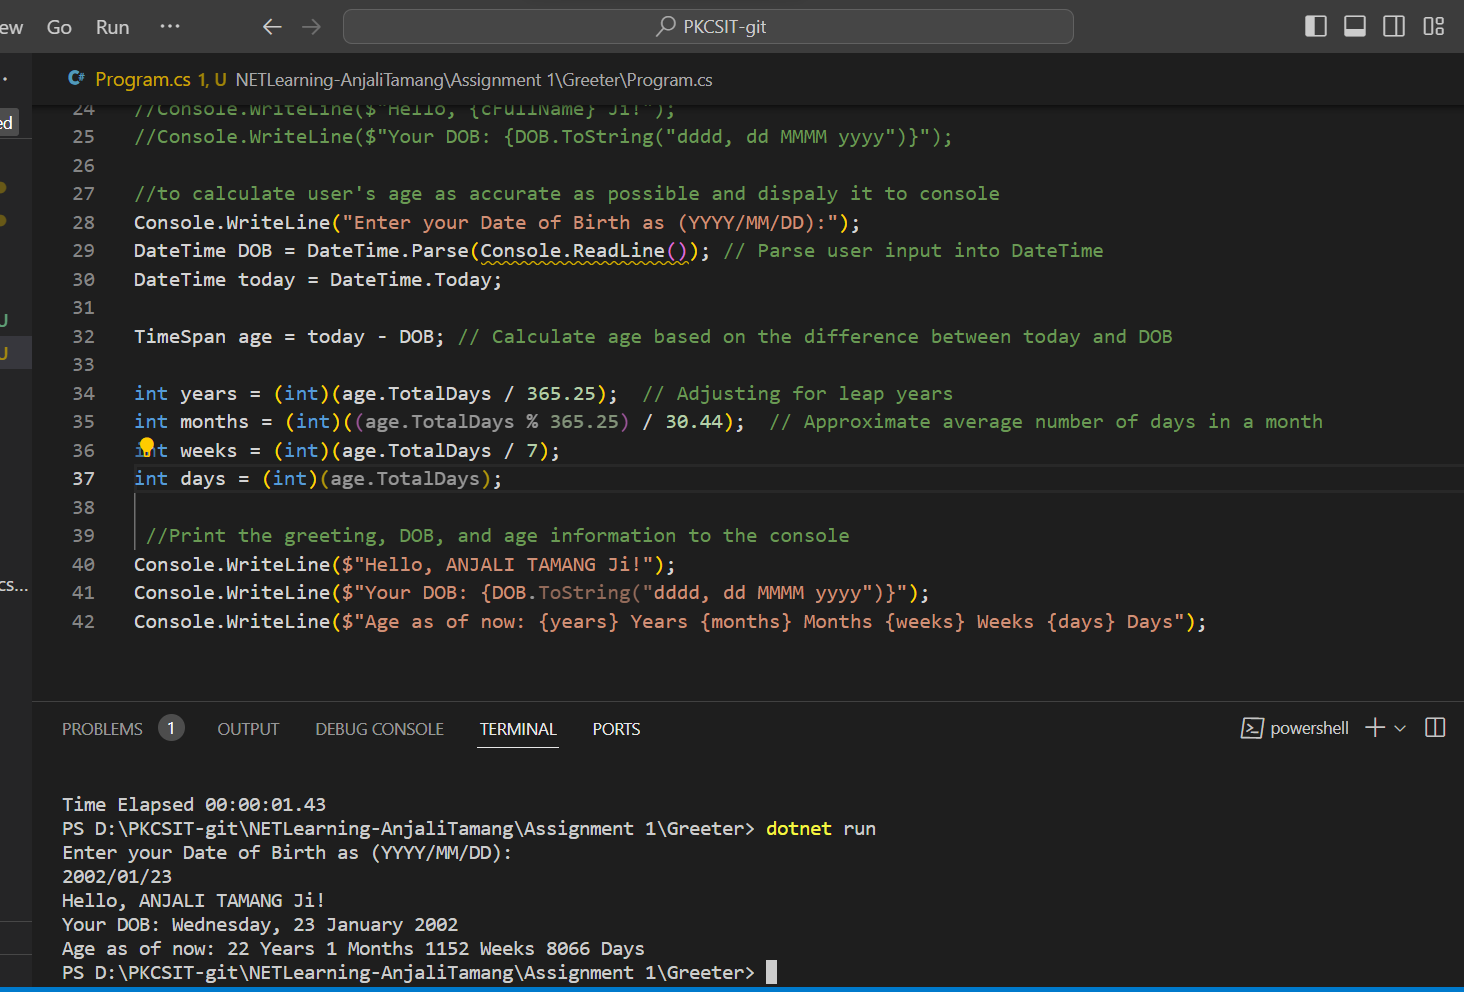 ew Go Run ··· PKCSIT-git
Program.cs 1, U NETLearning-AnjaliTamang\Assignment 1\Greeter\Program.cs
ed
24 //Console.WriteLine($"Hello, {cFullName} Ji!");
25 //Console.WriteLine($"Your DOB: {DOB.ToString("dddd, dd MMMM yyyy")}");
26
27 //to calculate user's age as accurate as possible and dispaly it to console
28 Console.WriteLine("Enter your Date of Birth as (YYYY/MM/DD):");
29 DateTime DOB = DateTime.Parse(Console.ReadLine()); // Parse user input into DateTime
30 DateTime today = DateTime.Today;
31
U
32 TimeSpan age = today - DOB; // Calculate age based on the difference between today and DOB
U
33
34 int years = (int)(age.TotalDays / 365.25);  // Adjusting for leap years
35 int months = (int)((age.TotalDays % 365.25) / 30.44);  // Approximate average number of days in a month
36 int weeks = (int)(age.TotalDays / 7);
37 int days = (int)(age.TotalDays);
38
39 //Print the greeting, DOB, and age information to the console
40 Console.WriteLine($"Hello, ANJALI TAMANG Ji!");
cs...
41 Console.WriteLine($"Your DOB: {DOB.ToString("dddd, dd MMMM yyyy")}");
42 Console.WriteLine($"Age as of now: {years} Years {months} Months {weeks} Weeks {days} Days");
PROBLEMS 1 OUTPUT DEBUG CONSOLE TERMINAL PORTS powershell
Time Elapsed 00:00:01.43
PS D:\PKCSIT-git\NETLearning-AnjaliTamang\Assignment 1\Greeter> dotnet run
Enter your Date of Birth as (YYYY/MM/DD):
2002/01/23
Hello, ANJALI TAMANG Ji!
Your DOB: Wednesday, 23 January 2002
Age as of now: 22 Years 1 Months 1152 Weeks 8066 Days
PS D:\PKCSIT-git\NETLearning-AnjaliTamang\Assignment 1\Greeter>